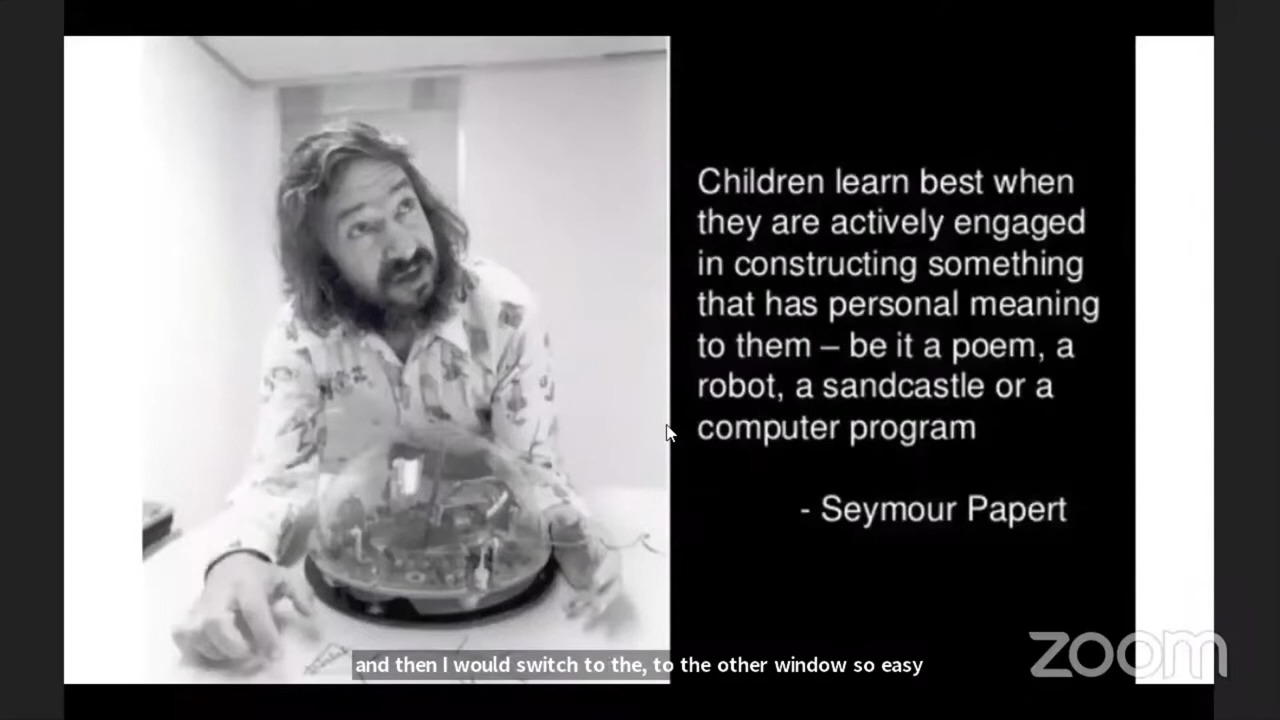 Children learn best when
they are actively engaged
in constructing something
that has personal meaning
to them – be it a poem, a
robot, a sandcastle or a
computer program
- Seymour Papert
and then I would switch to the, to the other window so easy
zoom